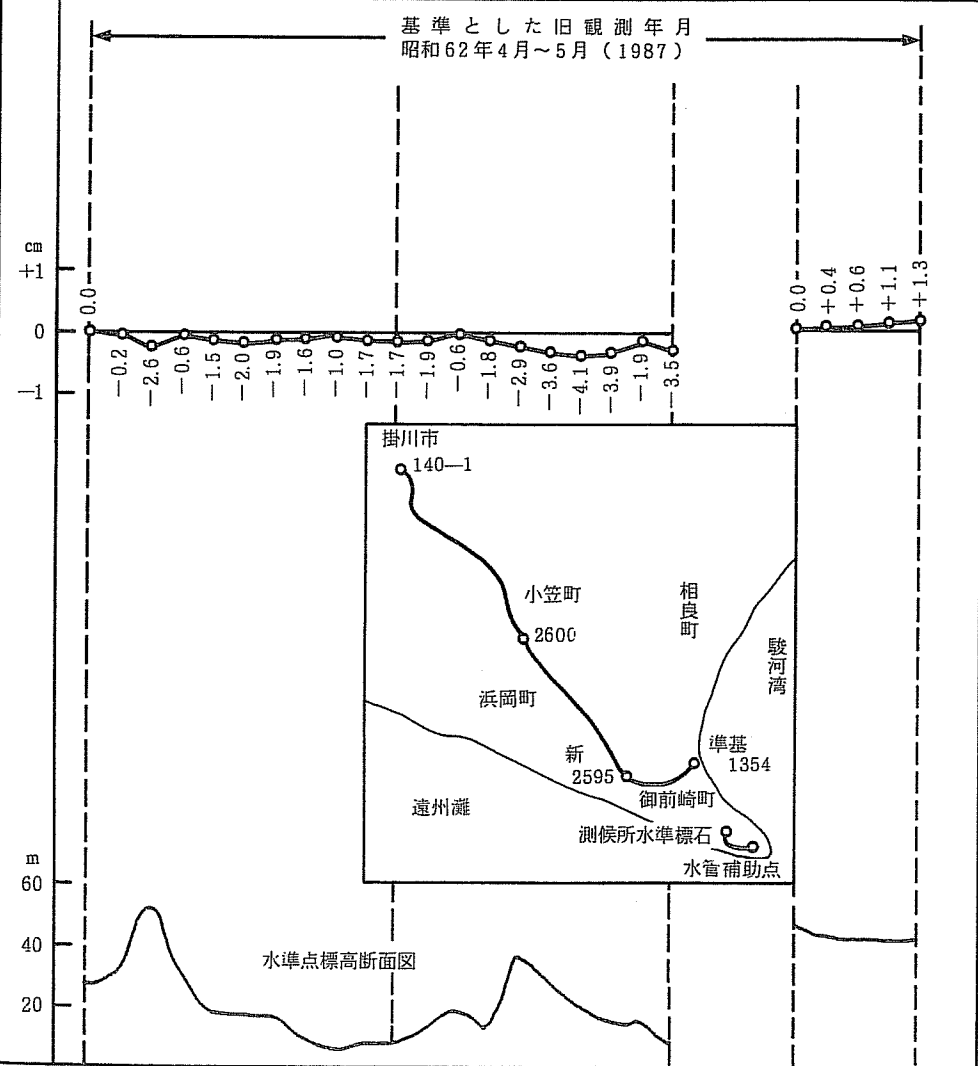 基準とした旧観測年月
昭和62年4月～5月（1987）
cm
+1
0
−1
0.0
−0.2
−2.6
−0.6
−1.5
−2.0
−1.9
−1.6
−1.0
−1.7
−1.7
−1.9
−0.6
−1.8
−2.9
−3.6
−4.1
−3.9
−1.9
−3.5
0.0
+0.4
+0.6
+1.1
+1.3
掛川市
140―1
小笠町
2600
相良町
駿河湾
浜岡町
新
2595
準基
1354
御前崎町
遠州灘
測候所水準標石
水管補助点
m
60
40
20
水準点標高断面図